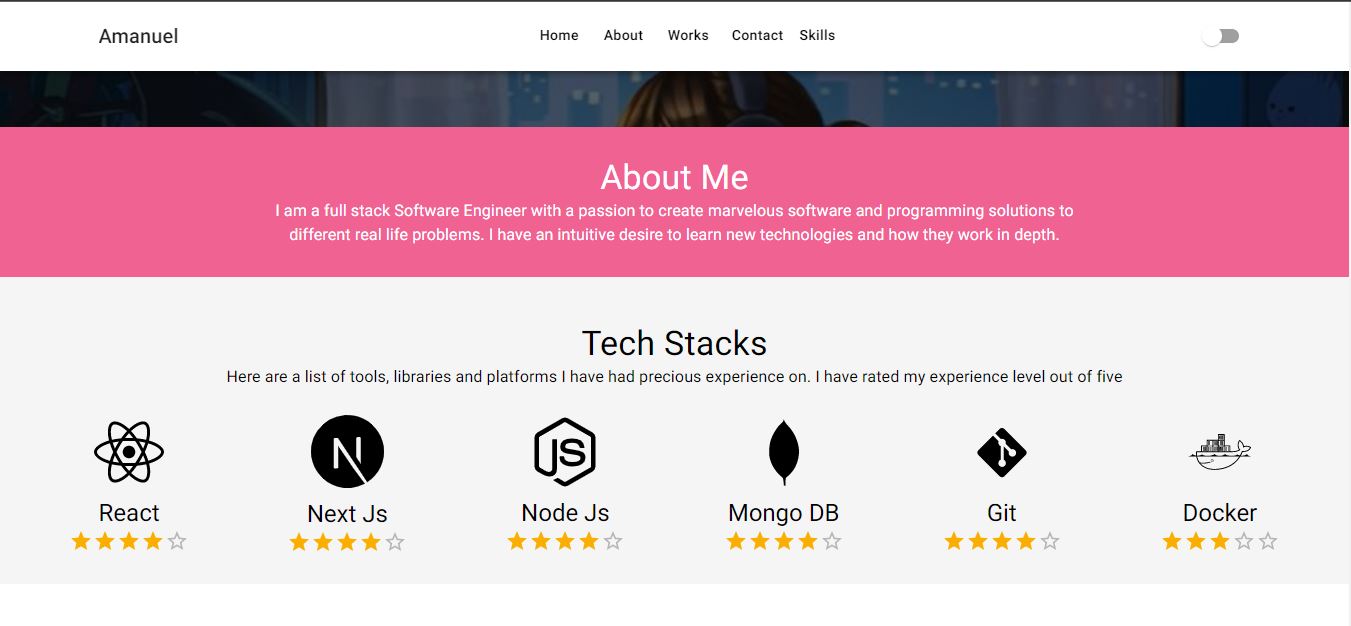 Amanuel
Home About Works Contact Skills
About Me
I am a full stack Software Engineer with a passion to create marvelous software and programming solutions to
different real life problems. I have an intuitive desire to learn new technologies and how they work in depth.
Tech Stacks
Here are a list of tools, libraries and platforms I have had precious experience on. I have rated my experience level out of five
N JS
React Next Js Node Js Mongo DB Git Docker